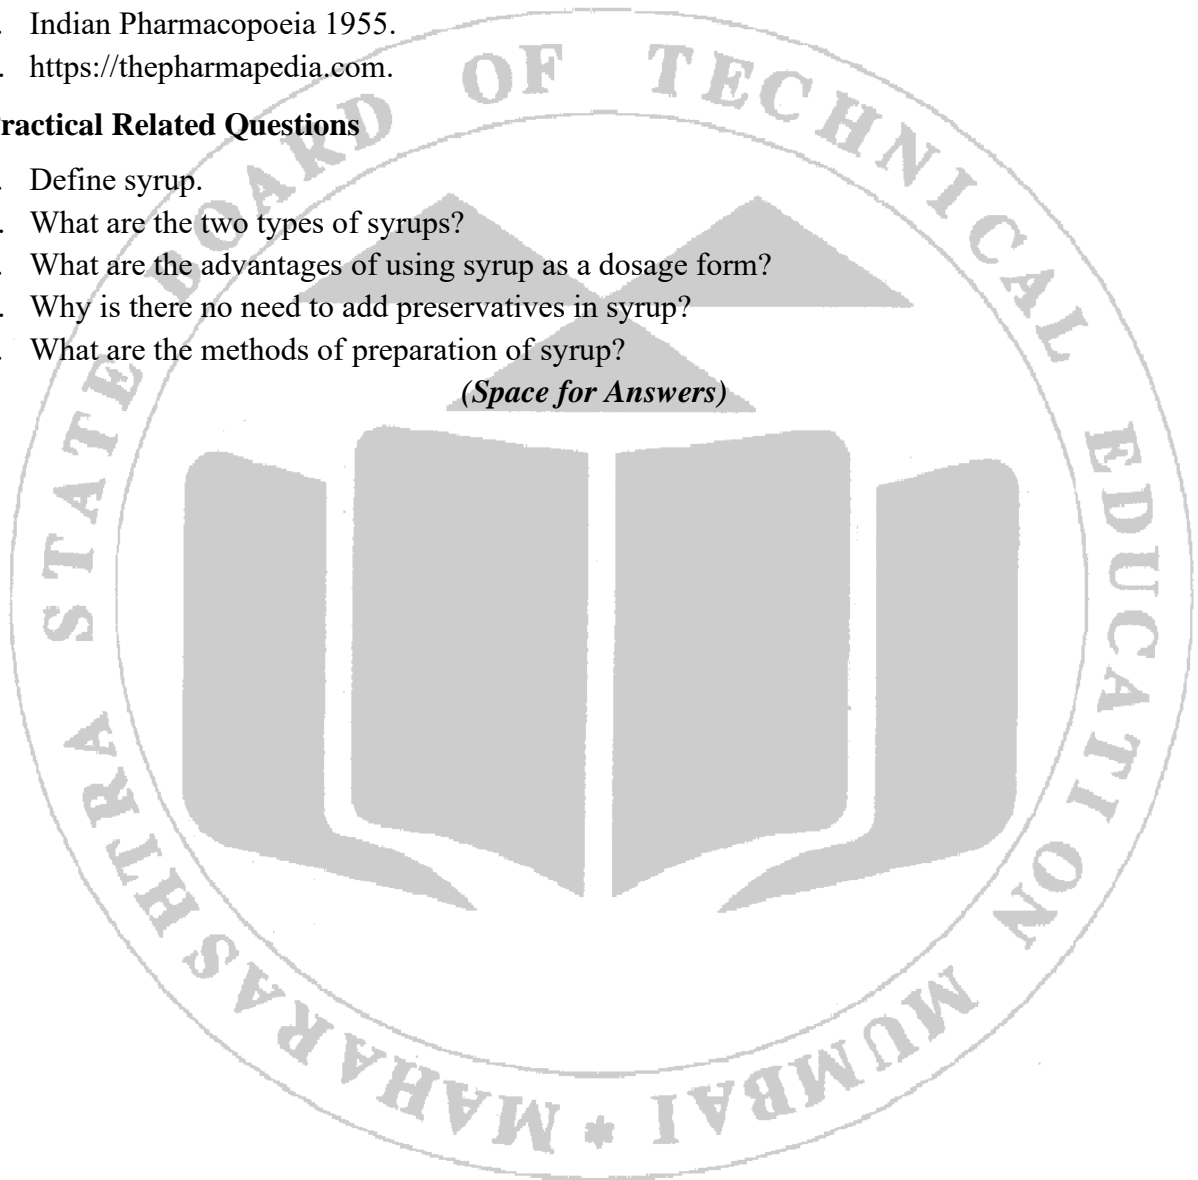 . Indian Pharmacopoeia 1955.
. https://thepharmapedia.com.
ractical Related Questions
. Define syrup.
. What are the two types of syrups?
. What are the advantages of using syrup as a dosage form?
. Why is there no need to add preservatives in syrup?
. What are the methods of preparation of syrup?
(Space for Answers)
MAHARASHTRA STATE BOARD OF TECHNICAL EDUCATION MUMBAI *